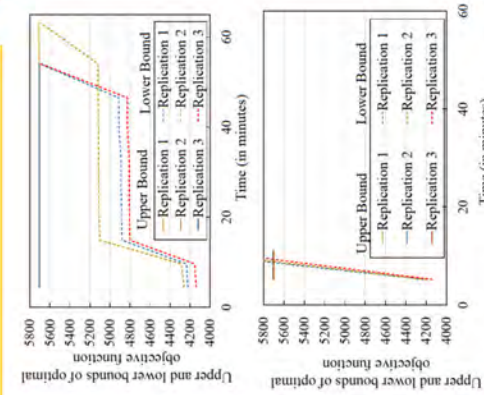 5800
5600
5400
5200
5000
4800
4600
4400
4200
4000
Upper and lower bounds of optimal
objective function
0
20
40
60
Time (in minutes)
Upper Bound
Lower Bound
Replication 1
Replication 1
Replication 2
Replication 2
Replication 3
Replication 3
5800
5600
5400
5200
5000
4800
4600
4400
4200
4000
Upper and lower bounds of optimal
objective function
0
20
40
60
Time (in minutes)
Upper Bound
Lower Bound
Replication 1
Replication 1
Replication 2
Replication 2
Replication 3
Replication 3